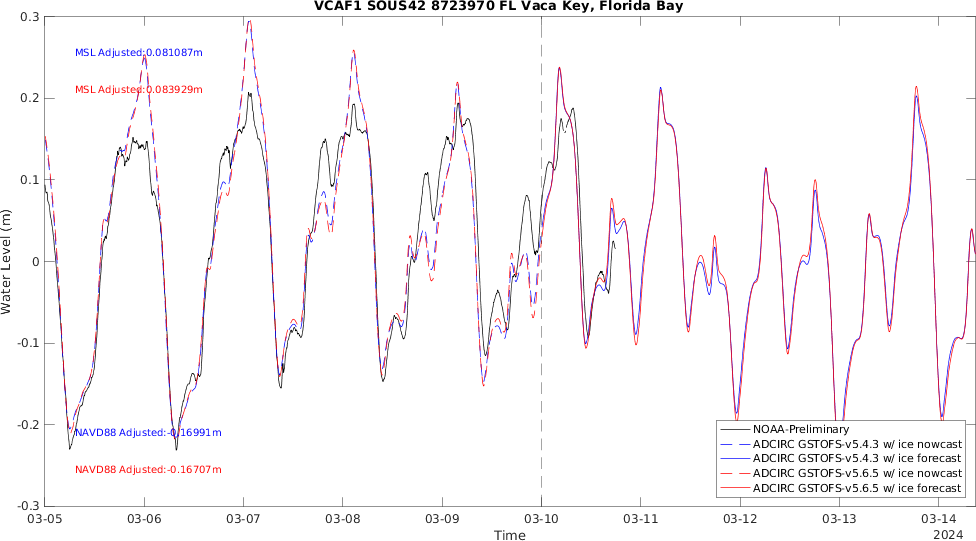 VCAF1 SOUS42 8723970 FL Vaca Key, Florida Bay
0.3
0.2
0.1
0
-0.1
-0.2
-0.3
Water Level (m)
MSL Adjusted:0.081087m
MSL Adjusted:0.083929m
NAVD88 Adjusted:-0.16991m
NAVD88 Adjusted:-0.16707m
NOAA-Preliminary
ADCIRC GSTOFS-v5.4.3 w/ ice nowcast
ADCIRC GSTOFS-v5.4.3 w/ ice forecast
ADCIRC GSTOFS-v5.6.5 w/ ice nowcast
ADCIRC GSTOFS-v5.6.5 w/ ice forecast
03-05 03-06 03-07 03-08 03-09 03-10 03-11 03-12 03-13 03-14
Time
2024